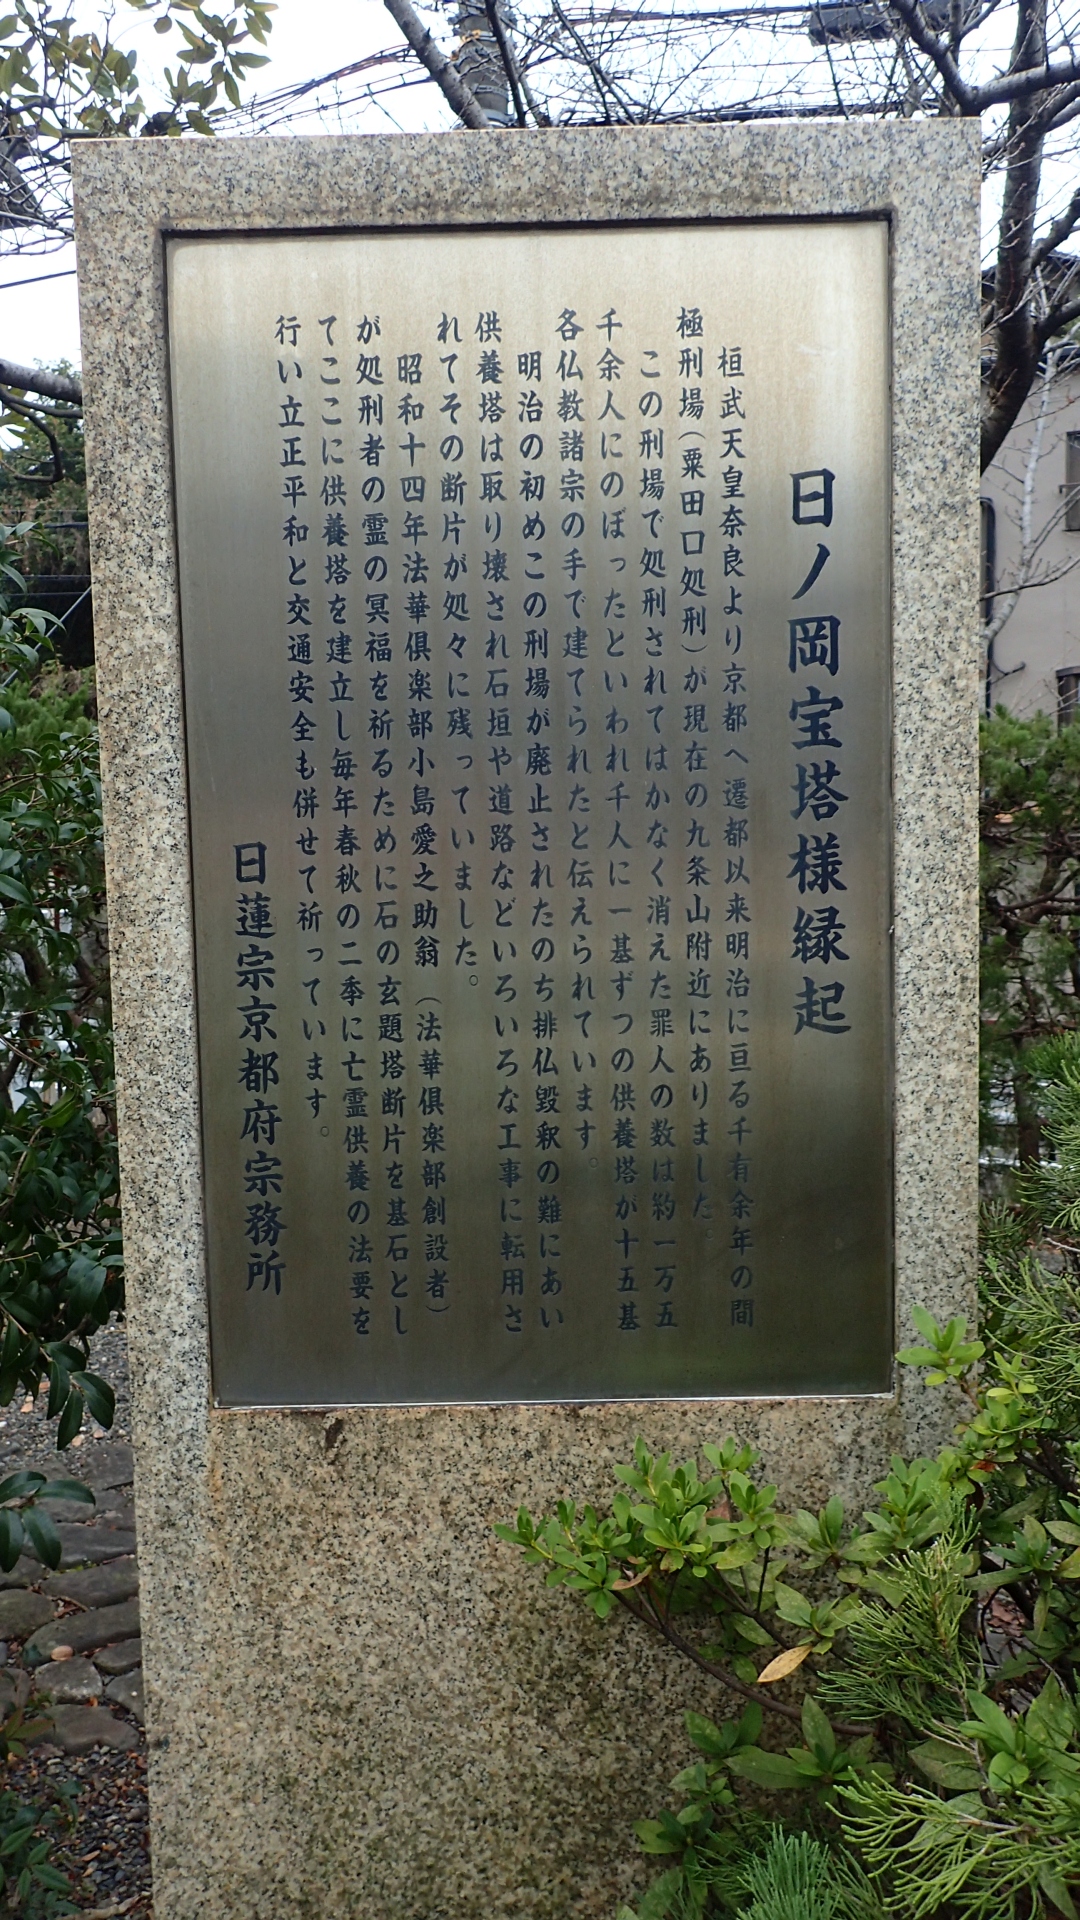 日ノ岡宝塔様縁起
桓武天皇奈良より京都へ遷都以来明治に亘る千有余年の間
極刑場(粟田口処刑)が現在の九条山附近にありました。
この刑場で処刑されてはかなく消えた罪人の数は約一万五
千余人にのぼったといわれ千人に一基ずつの供養塔が十五基
各仏教諸宗の手で建てられたと伝えられています。
明治の初めこの刑場が廃止されたのち排仏毀釈の難にあい
供養塔は取り壊され石垣や道路などいろいろな工事に転用さ
れてその断片が処々に残っていました。
昭和十四年法華倶楽部小島愛之助翁(法華倶楽部創設者)
が処刑者の霊の冥福を祈るために石の玄題塔断片を基石とし
てここに供養塔を建立し毎年春秋の二季に亡霊供養の法要を
行い立正平和と交通安全も併せて祈っています。
日蓮宗京都府宗務所